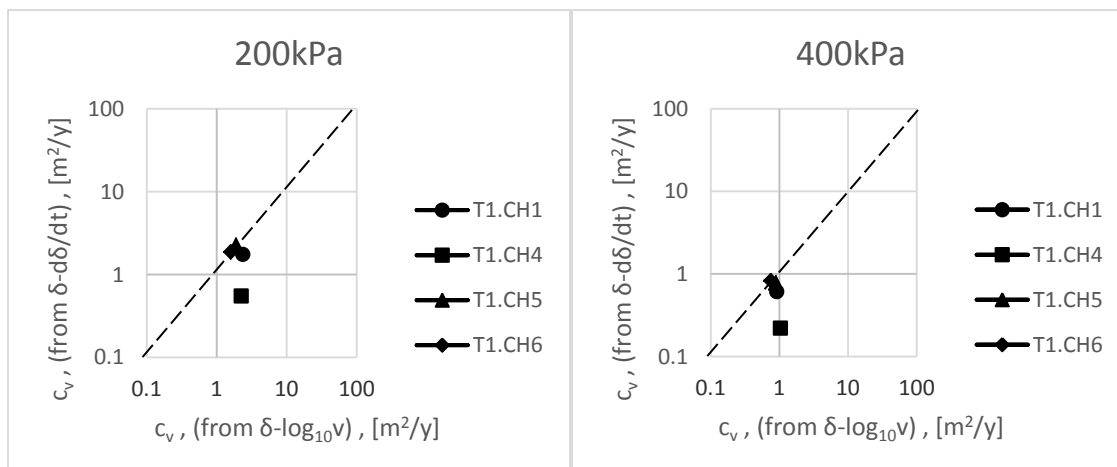 200kPa
100
10
1
0.1
0.1 1 10 100
c_v , (from δ-dδ/dt) , [m²/y]
c_v , (from δ-log₁₀v) , [m²/y]
T1.CH1
T1.CH4
T1.CH5
T1.CH6
400kPa
100
10
1
0.1
0.1 1 10 100
c_v , (from δ-dδ/dt) , [m²/y]
c_v , (from δ-log₁₀v) , [m²/y]
T1.CH1
T1.CH4
T1.CH5
T1.CH6